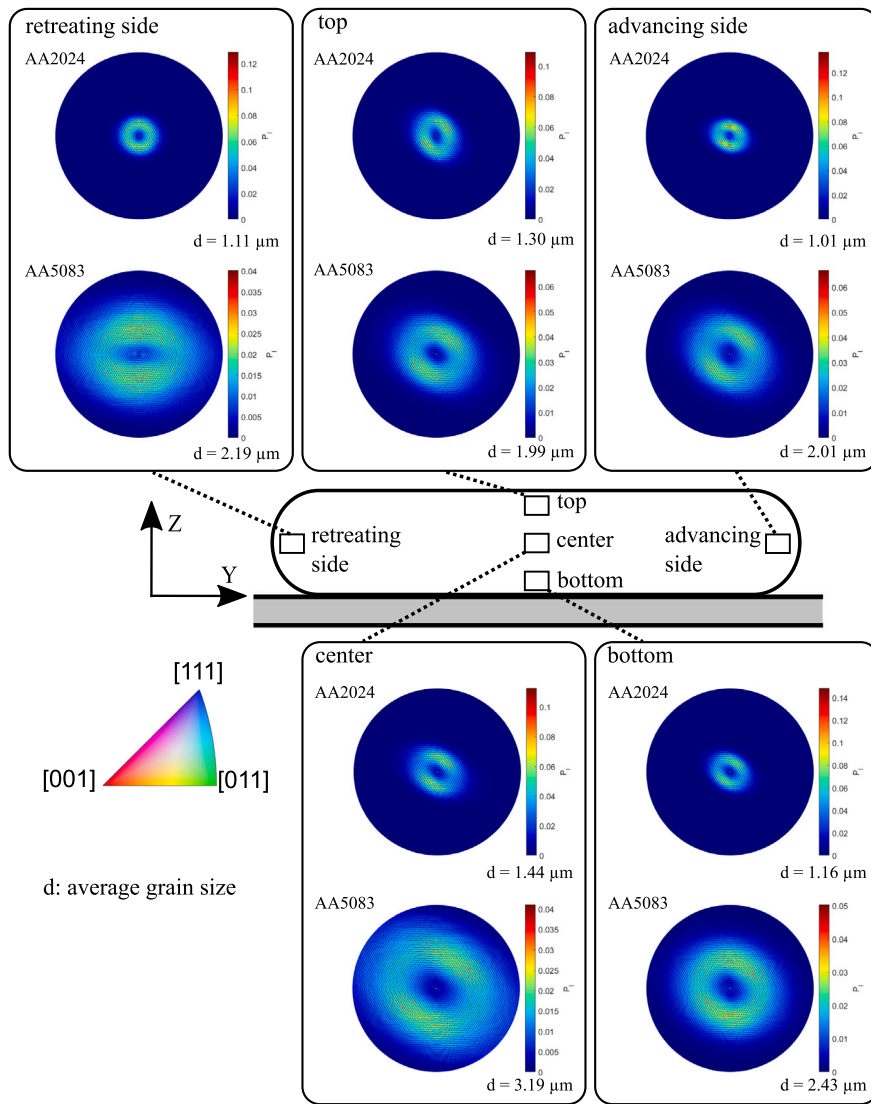 retreating side
AA2024
0.12
0.1
0.08
0.06
0.04
0.02
0
P_l
d = 1.11 µm
AA5083
0.04
0.035
0.03
0.025
0.02
0.015
0.01
0.005
0
P_l
d = 2.19 µm
top
AA2024
0.1
0.08
0.06
0.04
0.02
0
P_l
d = 1.30 µm
AA5083
0.06
0.05
0.04
0.03
0.02
0.01
0
P_l
d = 1.99 µm
advancing side
AA2024
0.12
0.1
0.08
0.06
0.04
0.02
0
P_l
d = 1.01 µm
AA5083
0.06
0.05
0.04
0.03
0.02
0.01
0
P_l
d = 2.01 µm
Z
Y
retreating
side
top
center
bottom
advancing
side
[111]
[001]
[011]
d: average grain size
center
AA2024
0.1
0.08
0.06
0.04
0.02
0
P_l
d = 1.44 µm
AA5083
0.04
0.035
0.03
0.025
0.02
0.015
0.01
0.005
0
P_l
d = 3.19 µm
bottom
AA2024
0.14
0.12
0.1
0.08
0.06
0.04
0.02
0
P_l
d = 1.16 µm
AA5083
0.05
0.04
0.03
0.02
0.01
0
P_l
d = 2.43 µm